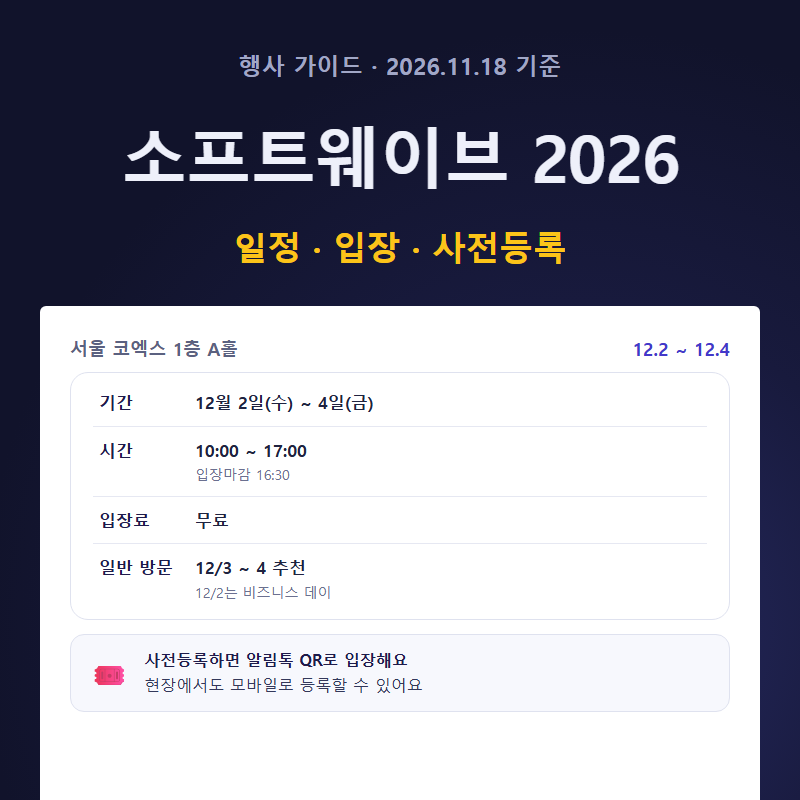 행사 가이드 · 2026.11.18 기준
소프트웨이브 2026
일정 · 입장 · 사전등록
서울 코엑스 1층 A홀 12.2 ~ 12.4
기간 12월 2일(수) ~ 4일(금)
시간 10:00 ~ 17:00
입장마감 16:30
입장료 무료
일반 방문 12/3 ~ 4 추천
12/2는 비즈니스 데이
사전등록하면 알림톡 QR로 입장해요
현장에서도 모바일로 등록할 수 있어요